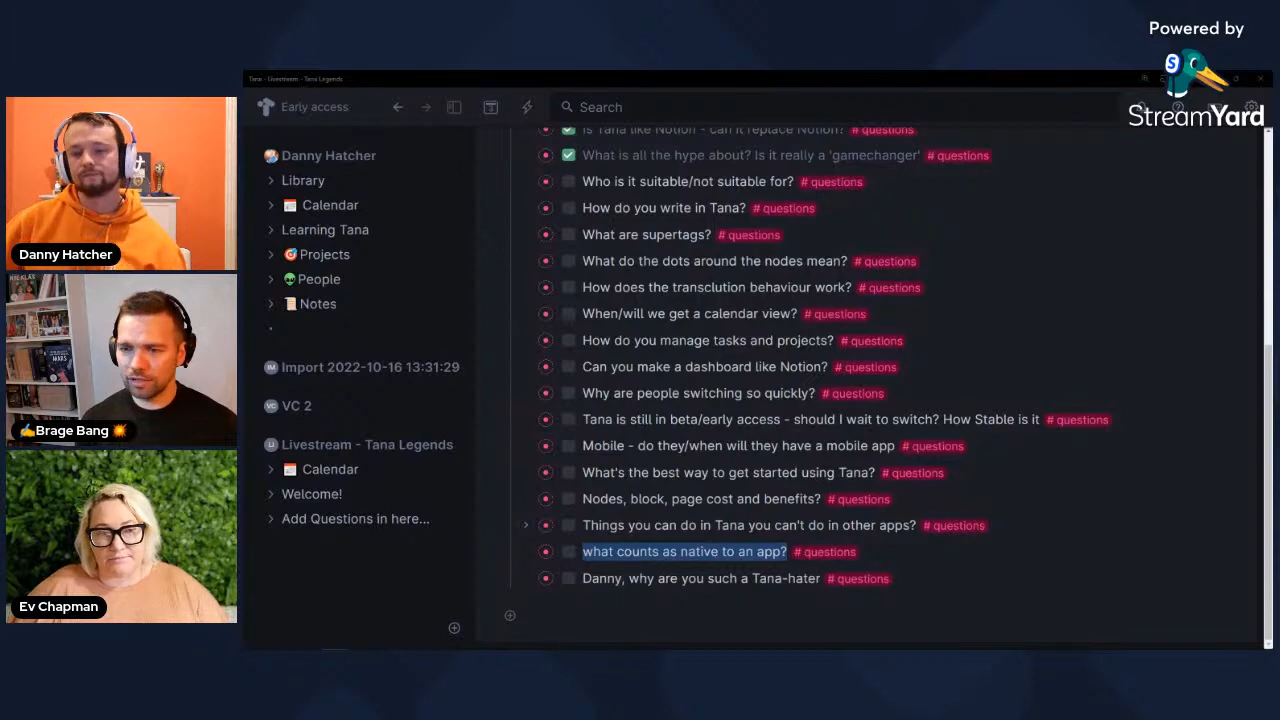 Powered by
StreamYard
Tana - Livestream - Tana Legends
Early access
Search
Danny Hatcher
Library
Calendar
Learning Tana
Projects
People
Notes
Import 2022-10-16 13:31:29
VC 2
Livestream - Tana Legends
Calendar
Welcome!
Add Questions in here...
Is Tana like Notion - can it replace Notion? # questions
What is all the hype about? Is it really a 'gamechanger' # questions
Who is it suitable/not suitable for? # questions
How do you write in Tana? # questions
What are supertags? # questions
What do the dots around the nodes mean? # questions
How does the transclution behaviour work? # questions
When/will we get a calendar view? # questions
How do you manage tasks and projects? # questions
Can you make a dashboard like Notion? # questions
Why are people switching so quickly? # questions
Tana is still in beta/early access - should I wait to switch? How Stable is it # questions
Mobile - do they/when will they have a mobile app # questions
What's the best way to get started using Tana? # questions
Nodes, block, page cost and benefits? # questions
Things you can do in Tana you can't do in other apps? # questions
what counts as native to an app? # questions
Danny, why are you such a Tana-hater # questions
Danny Hatcher
✍️Brage Bang 💥
Ev Chapman